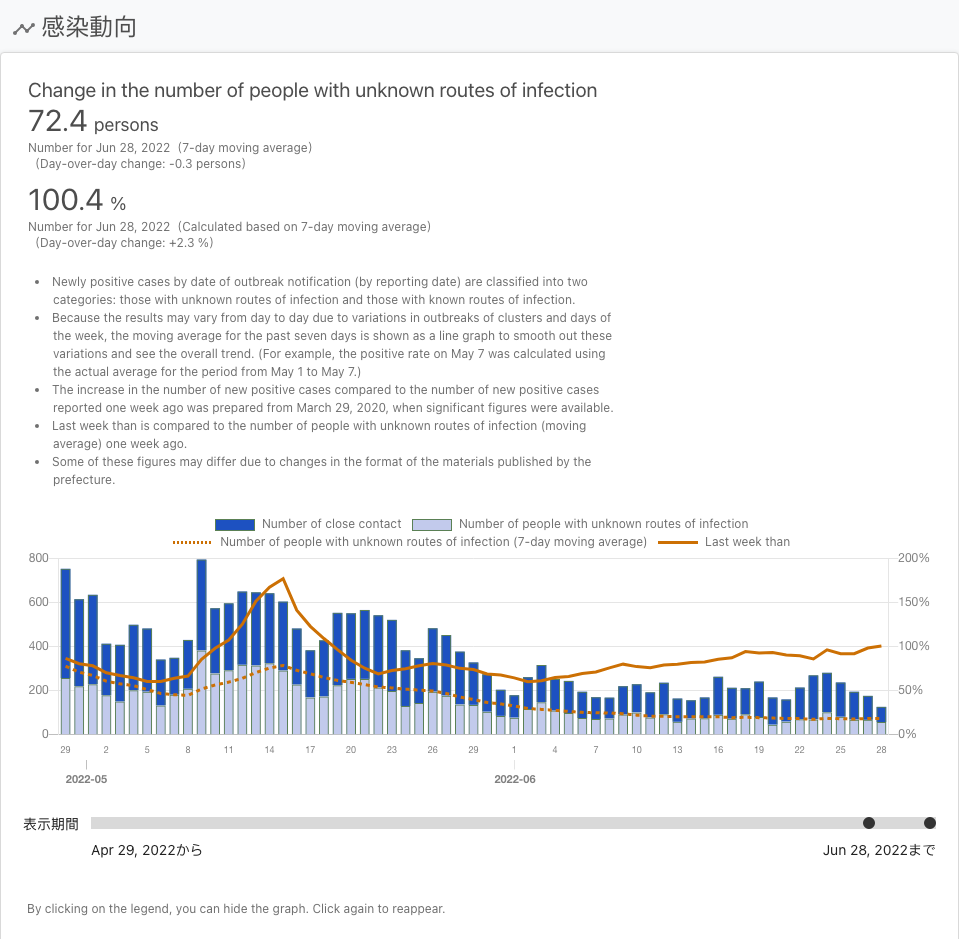 感染動向
Change in the number of people with unknown routes of infection
72.4 persons
Number for Jun 28, 2022 (7-day moving average)
(Day-over-day change: -0.3 persons)
100.4 %
Number for Jun 28, 2022 (Calculated based on 7-day moving average)
(Day-over-day change: +2.3 %)
• Newly positive cases by date of outbreak notification (by reporting date) are classified into two
categories: those with unknown routes of infection and those with known routes of infection.
• Because the results may vary from day to day due to variations in outbreaks of clusters and days of
the week, the moving average for the past seven days is shown as a line graph to smooth out these
variations and see the overall trend. (For example, the positive rate on May 7 was calculated using
the actual average for the period from May 1 to May 7.)
• The increase in the number of new positive cases compared to the number of new positive cases
reported one week ago was prepared from March 29, 2020, when significant figures were available.
• Last week than is compared to the number of people with unknown routes of infection (moving
average) one week ago.
• Some of these figures may differ due to changes in the format of the materials published by the
prefecture.
Number of close contact Number of people with unknown routes of infection
Number of people with unknown routes of infection (7-day moving average) Last week than
800 200%
600 150%
400 100%
200 50%
0 0%
29 2 5 8 11 14 17 20 23 26 29 1 4 7 10 13 16 19 22 25 28
2022-05 2022-06
表示期間
Apr 29, 2022から Jun 28, 2022まで
By clicking on the legend, you can hide the graph. Click again to reappear.